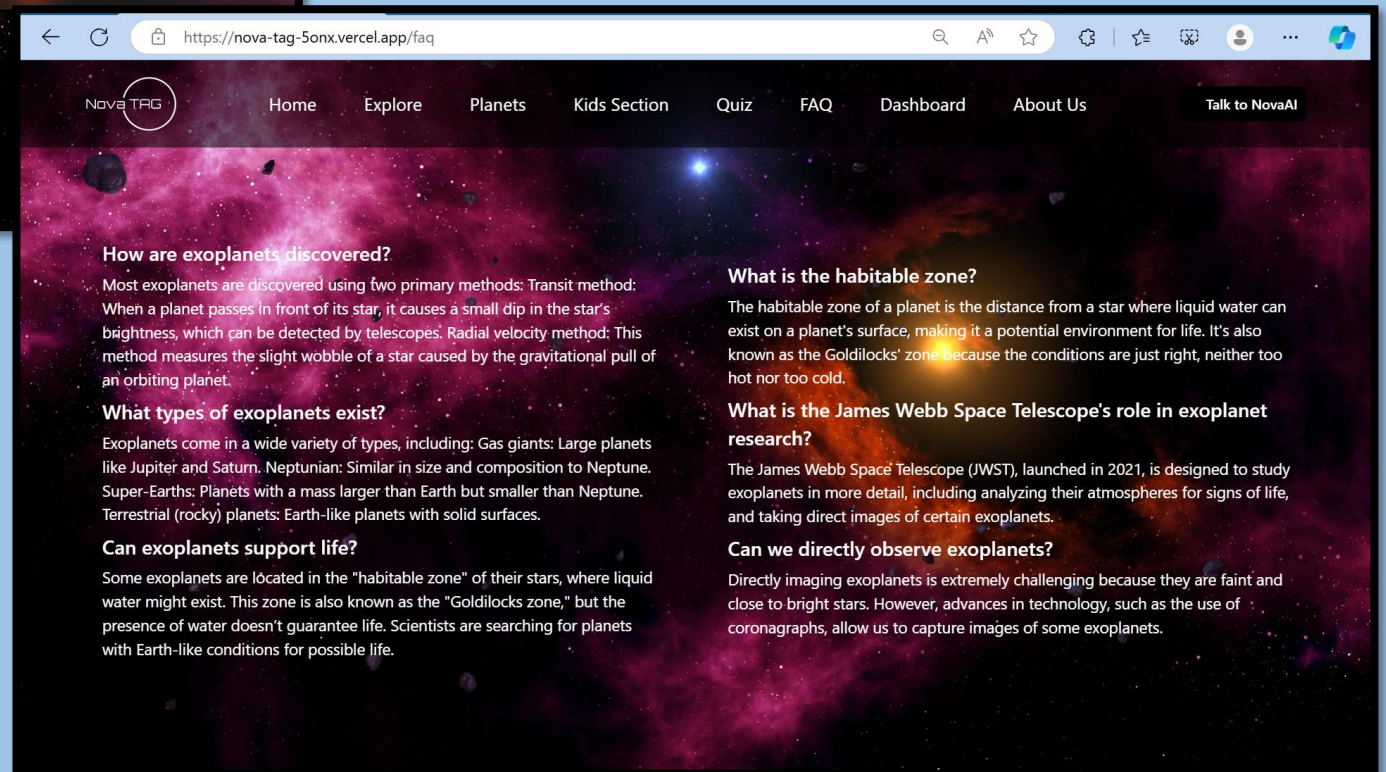 https://nova-tag-5onx.vercel.app/faq
Nova TAG
Home Explore Planets Kids Section Quiz FAQ Dashboard About Us Talk to NovaAI
How are exoplanets discovered?
Most exoplanets are discovered using two primary methods: Transit method:
When a planet passes in front of its star, it causes a small dip in the star's
brightness, which can be detected by telescopes. Radial velocity method: This
method measures the slight wobble of a star caused by the gravitational pull of
an orbiting planet.
What types of exoplanets exist?
Exoplanets come in a wide variety of types, including: Gas giants: Large planets
like Jupiter and Saturn. Neptunian: Similar in size and composition to Neptune.
Super-Earths: Planets with a mass larger than Earth but smaller than Neptune.
Terrestrial (rocky) planets: Earth-like planets with solid surfaces.
Can exoplanets support life?
Some exoplanets are located in the "habitable zone" of their stars, where liquid
water might exist. This zone is also known as the "Goldilocks zone," but the
presence of water doesn't guarantee life. Scientists are searching for planets
with Earth-like conditions for possible life.
What is the habitable zone?
The habitable zone of a planet is the distance from a star where liquid water can
exist on a planet's surface, making it a potential environment for life. It's also
known as the Goldilocks' zone because the conditions are just right, neither too
hot nor too cold.
What is the James Webb Space Telescope's role in exoplanet
research?
The James Webb Space Telescope (JWST), launched in 2021, is designed to study
exoplanets in more detail, including analyzing their atmospheres for signs of life,
and taking direct images of certain exoplanets.
Can we directly observe exoplanets?
Directly imaging exoplanets is extremely challenging because they are faint and
close to bright stars. However, advances in technology, such as the use of
coronagraphs, allow us to capture images of some exoplanets.